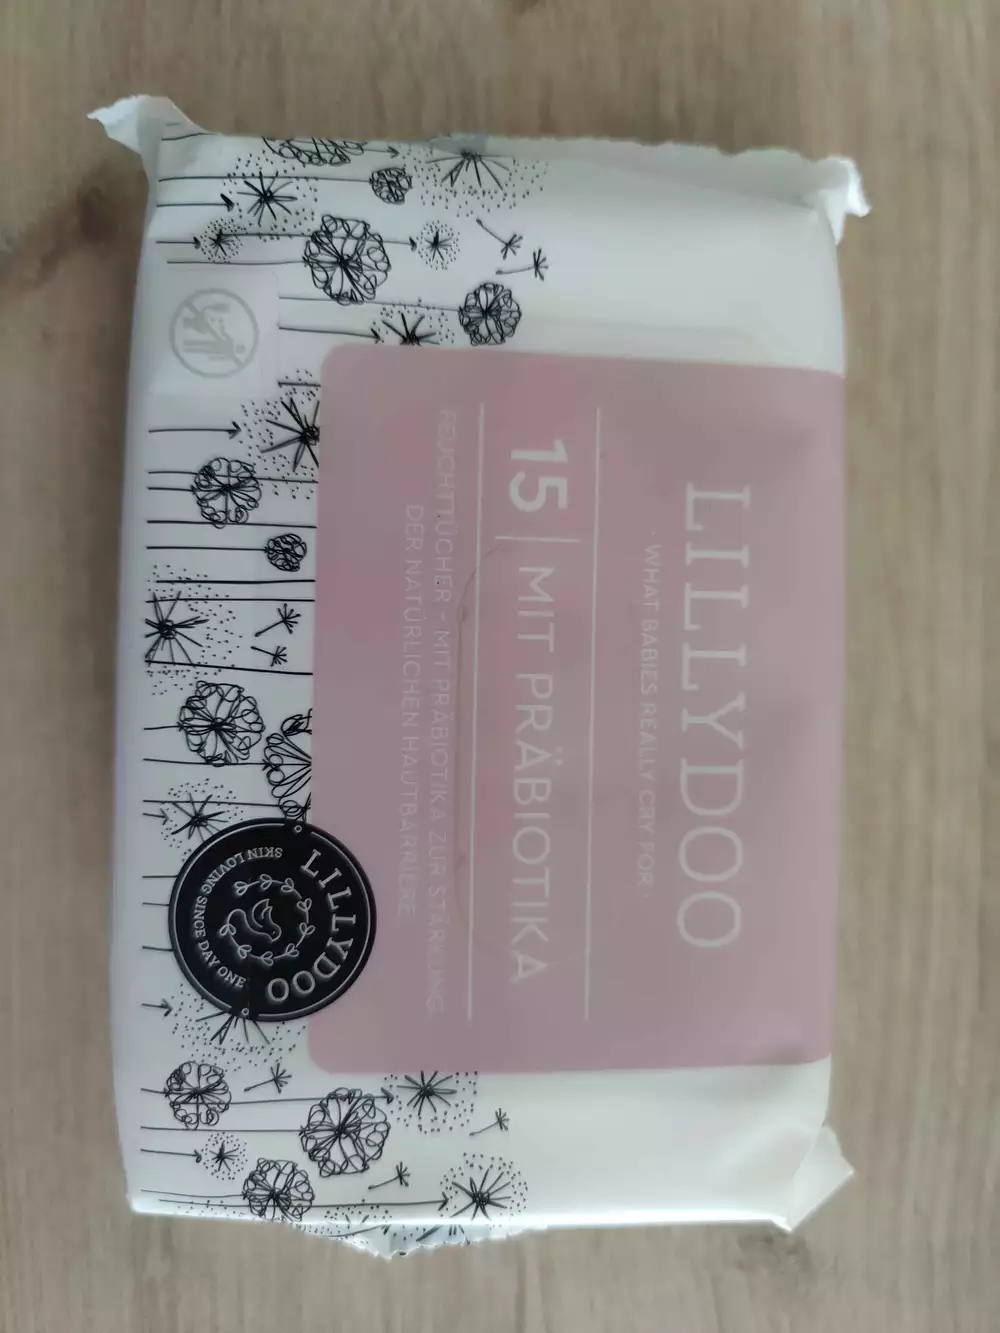 LILLYDOO
· WHAT BABIES REALLY CRY FOR ·
15 | MIT PRÄBIOTIKA
FEUCHTTÜCHER – MIT PRÄBIOTIKA ZUR STÄRKUNG
DER NATÜRLICHEN HAUTBARRIERE
LILLYDOO
SKIN LOVING SINCE DAY ONE